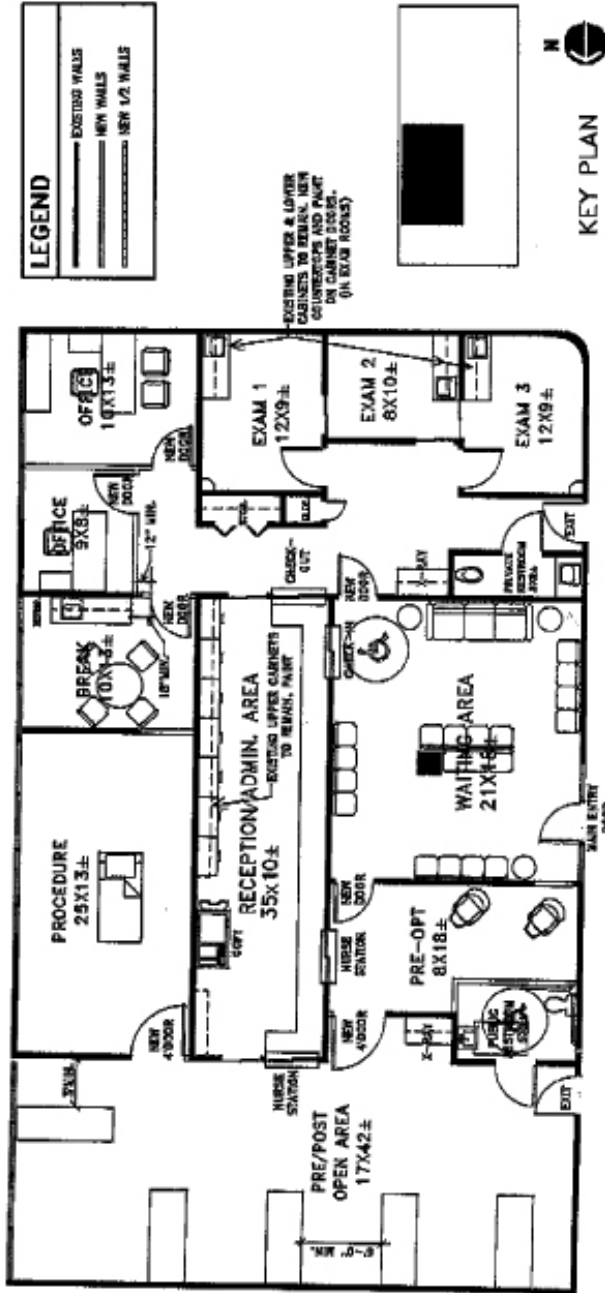 LEGEND
EXISTING WALLS
NEW WALLS
NEW 1/2 WALLS
PROCEDURE
25X13±
NEW
4'DOOR
BREAK
NEW
DOOR
12" MIN.
OFFICE
9X8±
NEW
DOOR
OFFICE
NEW
DOOR
EXISTING UPPER & LOWER
CABINETS TO REMAIN. NEW
COUNTERTOPS AND PAINT
ON CABINET DOORS.
(IN EXAM ROOMS)
RECEPTION/ADMIN. AREA
35X10±
EXISTING UPPER CABINETS
TO REMAIN, PAINT
COPY
CHECK-
OUT
EXAM 1
12X9±
EXAM 2
8X10±
EXAM 3
12X9±
NURSE
STATION
PRE/POST
OPEN AREA
17X42±
6'-0" MIN.
NEW
4'DOOR
NURSE
STATION
NEW
DOOR
CHECK-IN
NEW
DOOR
X-RAY
X-RAY
PRE-OPT
8X18±
WAITING AREA
PUBLIC
RESTROOM
PRIVATE
RESTROOM
EXIT
MAIN ENTRY
EXIT
KEY PLAN
N